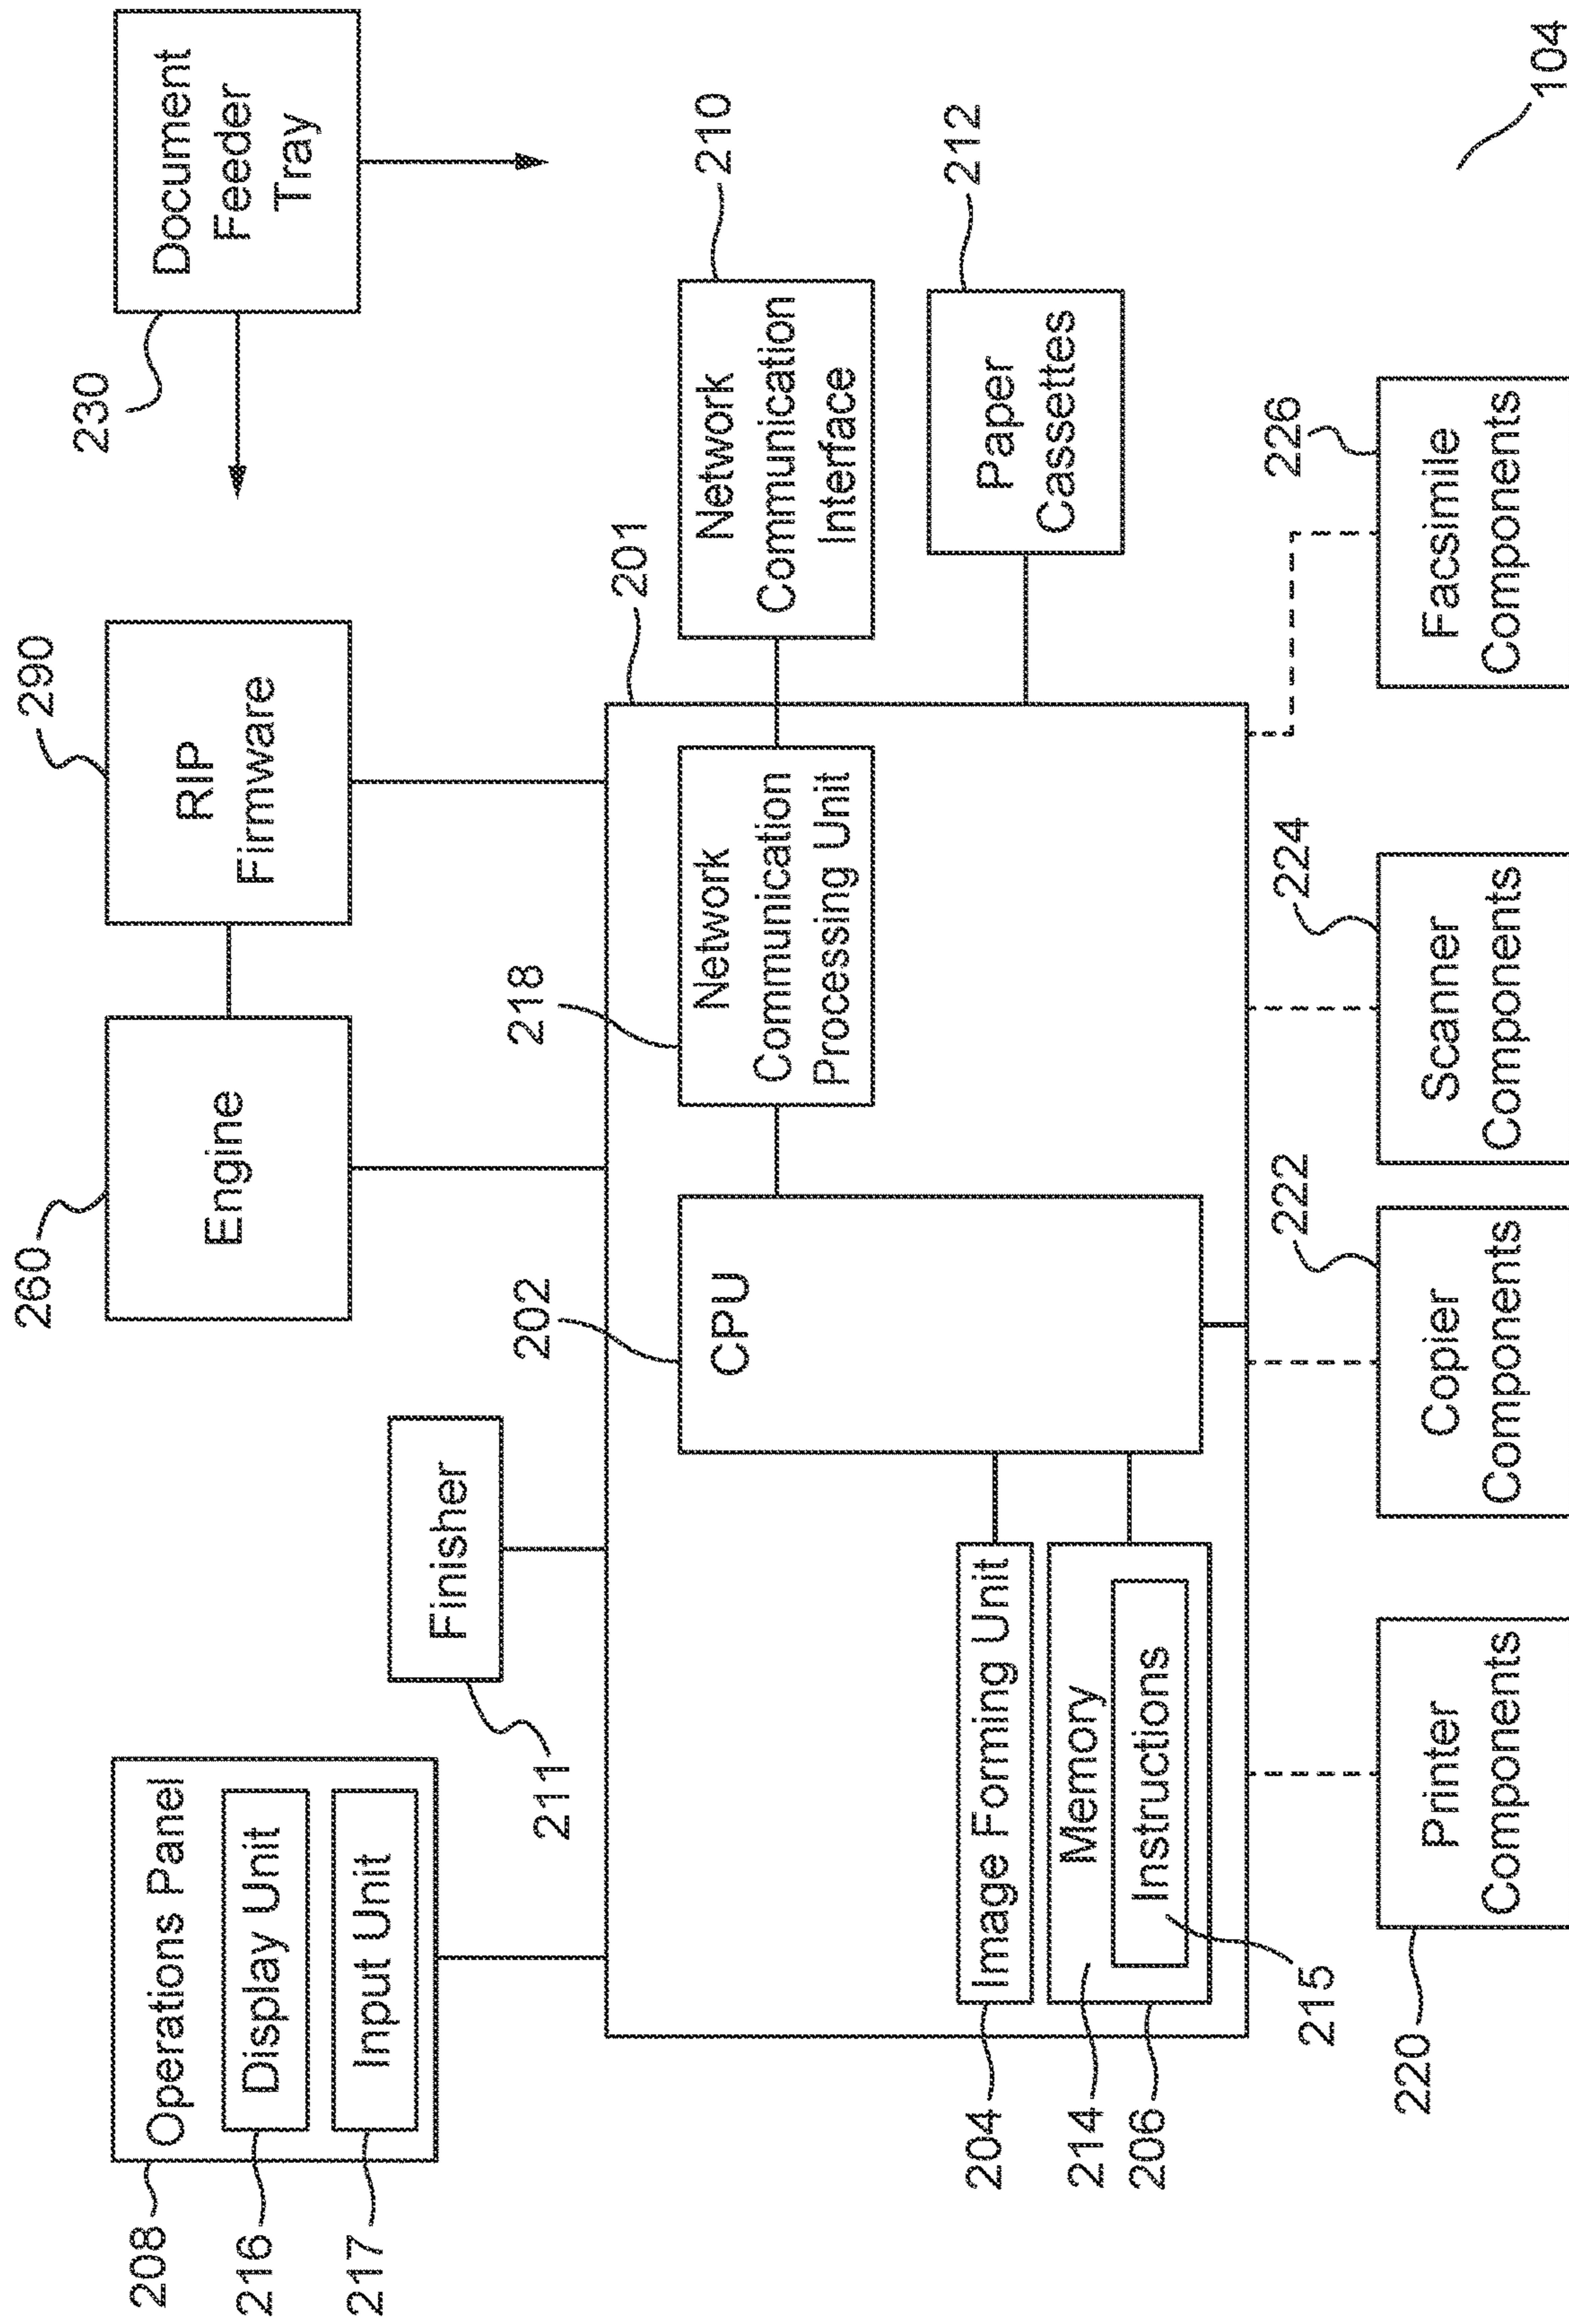 208
Operations Panel
216
Display Unit
217
Input Unit
211
Finisher
260
Engine
290
RIP
Firmware
230
Document
Feeder
Tray
201
202
CPU
218
Network
Communication
Processing Unit
210
Network
Communication
Interface
212
Paper
Cassettes
204
Image Forming Unit
214
Memory
206
Instructions
215
220
Printer
Components
222
Copier
Components
224
Scanner
Components
226
Facsimile
Components
104